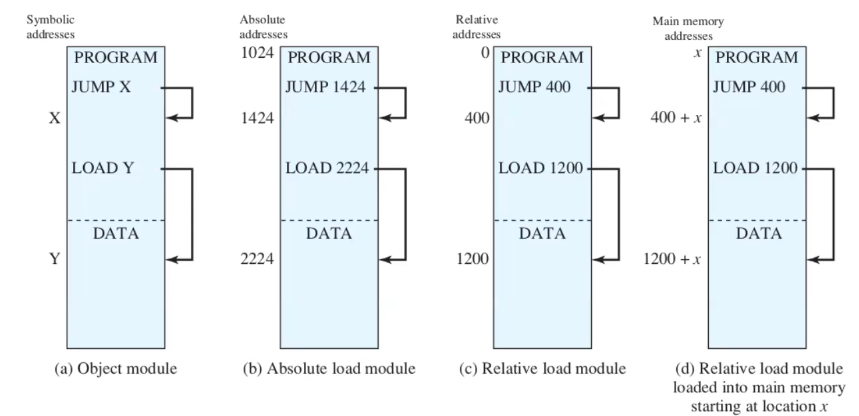 Symbolic
addresses
PROGRAM
JUMP X
X
LOAD Y
DATA
Y
(a) Object module
Absolute
addresses
1024
PROGRAM
JUMP 1424
1424
LOAD 2224
DATA
2224
(b) Absolute load module
Relative
addresses
0
PROGRAM
JUMP 400
400
LOAD 1200
DATA
1200
(c) Relative load module
Main memory
addresses
x
PROGRAM
JUMP 400
400 + x
LOAD 1200
DATA
1200 + x
(d) Relative load module
loaded into main memory
starting at location x